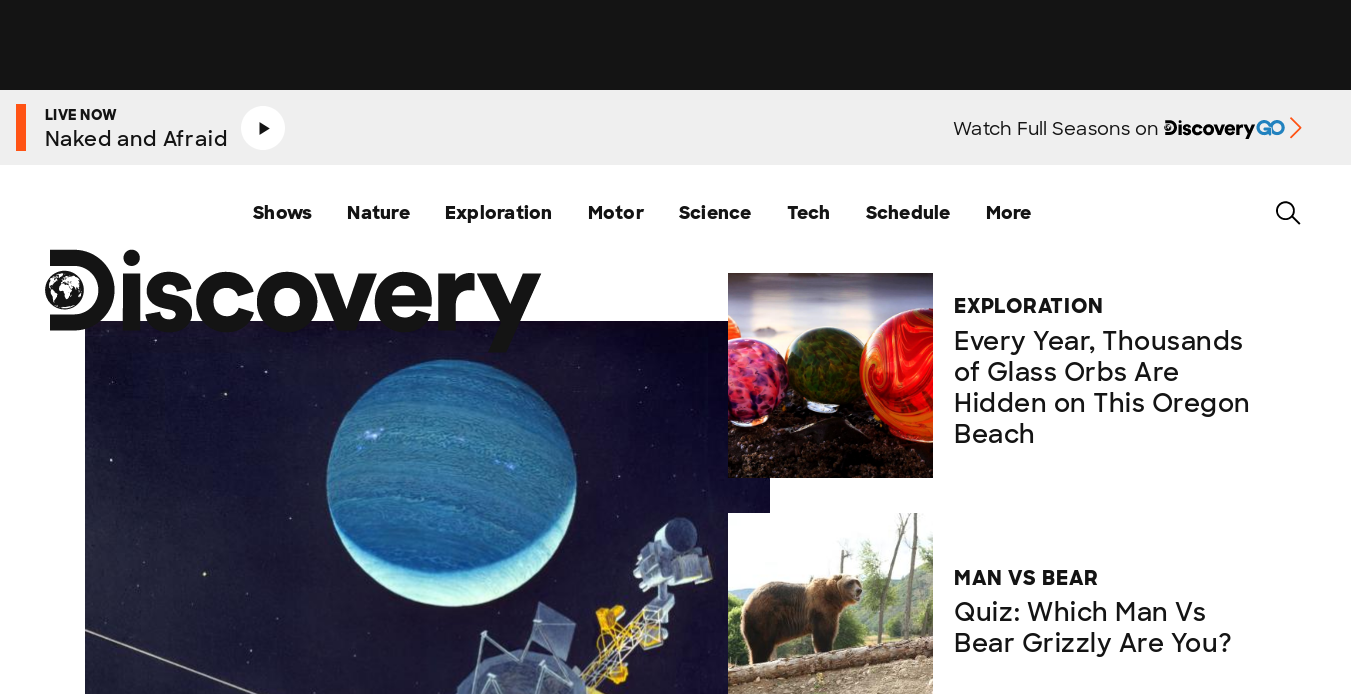 LIVE NOW
Naked and Afraid
Watch Full Seasons on Discovery GO
Shows Nature Exploration Motor Science Tech Schedule More
Discovery
EXPLORATION
Every Year, Thousands
of Glass Orbs Are
Hidden on This Oregon
Beach
MAN VS BEAR
Quiz: Which Man Vs
Bear Grizzly Are You?